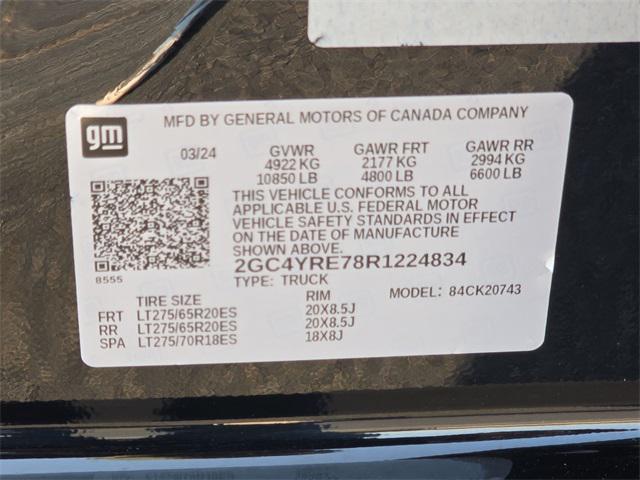 gm
MFD BY GENERAL MOTORS OF CANADA COMPANY
03/24 GVWR GAWR FRT GAWR RR
4922 KG 2177 KG 2994 KG
10850 LB 4800 LB 6600 LB
THIS VEHICLE CONFORMS TO ALL
APPLICABLE U.S. FEDERAL MOTOR
VEHICLE SAFETY STANDARDS IN EFFECT
ON THE DATE OF MANUFACTURE
SHOWN ABOVE.
2GC4YRE78R1224834
8555 TYPE: TRUCK MODEL: 84CK20743
TIRE SIZE RIM
FRT LT275/65R20ES 20X8.5J
RR LT275/65R20ES 20X8.5J
SPA LT275/70R18ES 18X8J